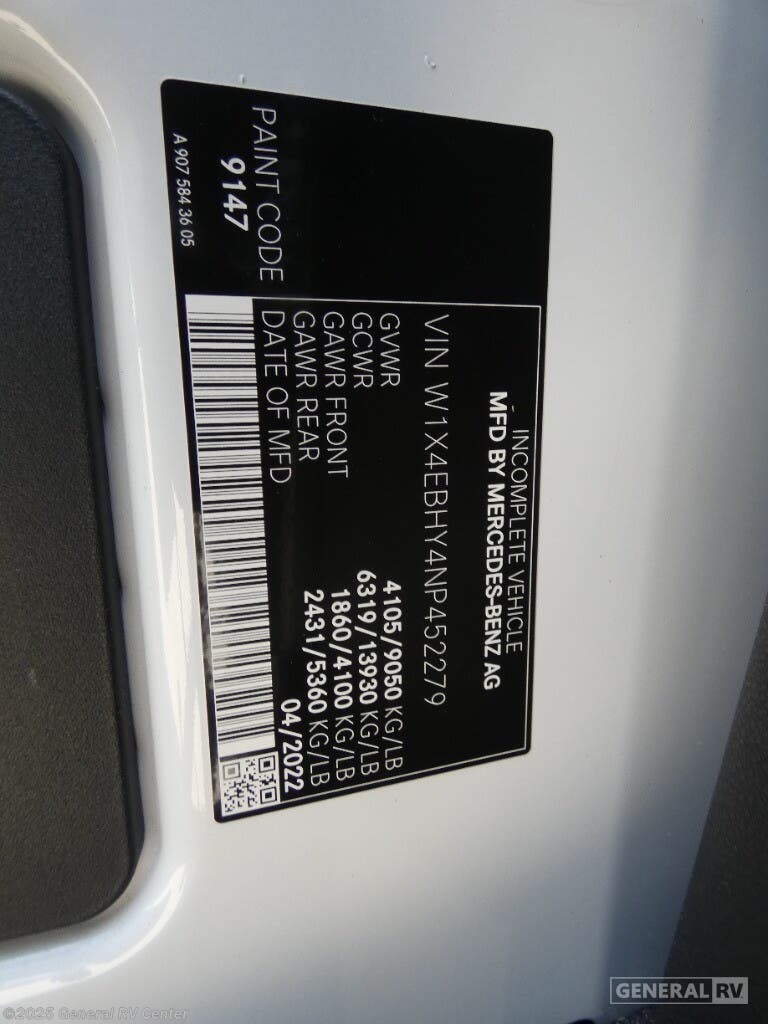 INCOMPLETE VEHICLE
MFD BY MERCEDES-BENZ AG
VIN W1X4EBHY4NP452279
GVWR 4105/9050 KG/LB
GCWR 6319/13930 KG/LB
GAWR FRONT 1860/4100 KG/LB
GAWR REAR 2431/5360 KG/LB
DATE OF MFD 04/2022
PAINT CODE
9147
A 907 584 36 05
©2025 General RV Center
GENERAL RV